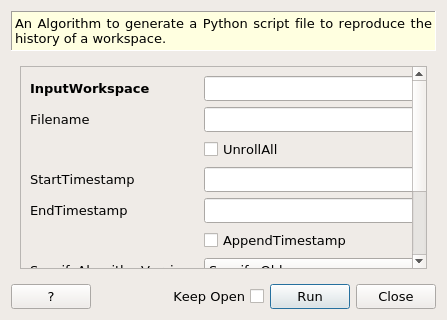 An Algorithm to generate a Python script file to reproduce the
history of a workspace.
InputWorkspace
Filename
UnrollAll
StartTimestamp
EndTimestamp
AppendTimestamp
?
Keep Open
Run
Close